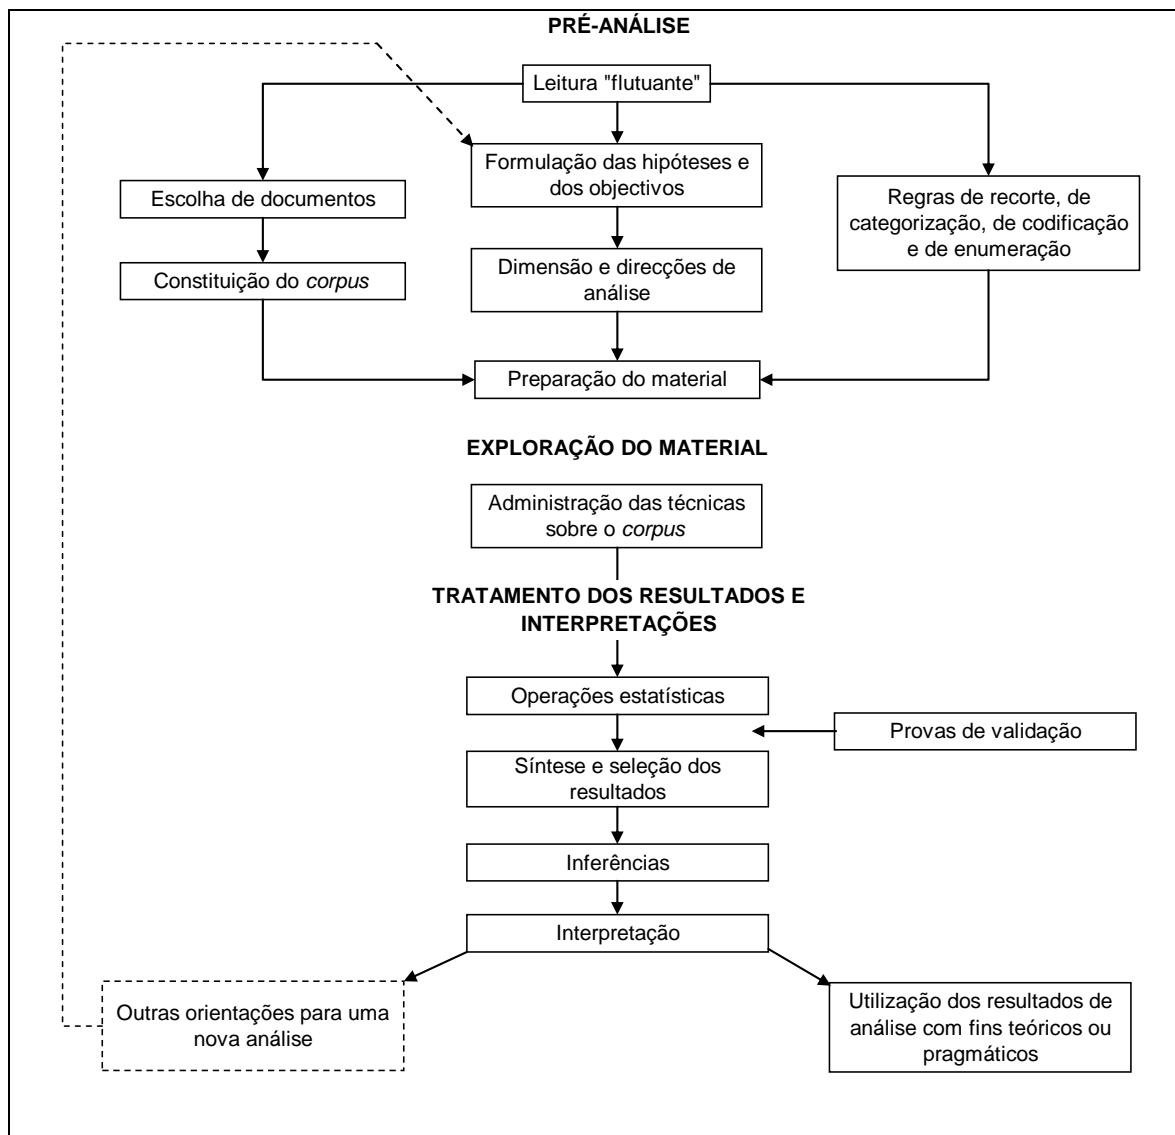 PRÉ-ANÁLISE
Leitura "flutuante"
Formulação das hipóteses e
dos objectivos
Escolha de documentos
Regras de recorte, de
categorização, de codificação
e de enumeração
Constituição do corpus
Dimensão e direcções de
análise
Preparação do material
EXPLORAÇÃO DO MATERIAL
Administração das técnicas
sobre o corpus
TRATAMENTO DOS RESULTADOS E
INTERPRETAÇÕES
Operações estatísticas
Provas de validação
Síntese e seleção dos
resultados
Inferências
Interpretação
Outras orientações para uma
nova análise
Utilização dos resultados de
análise com fins teóricos ou
pragmáticos